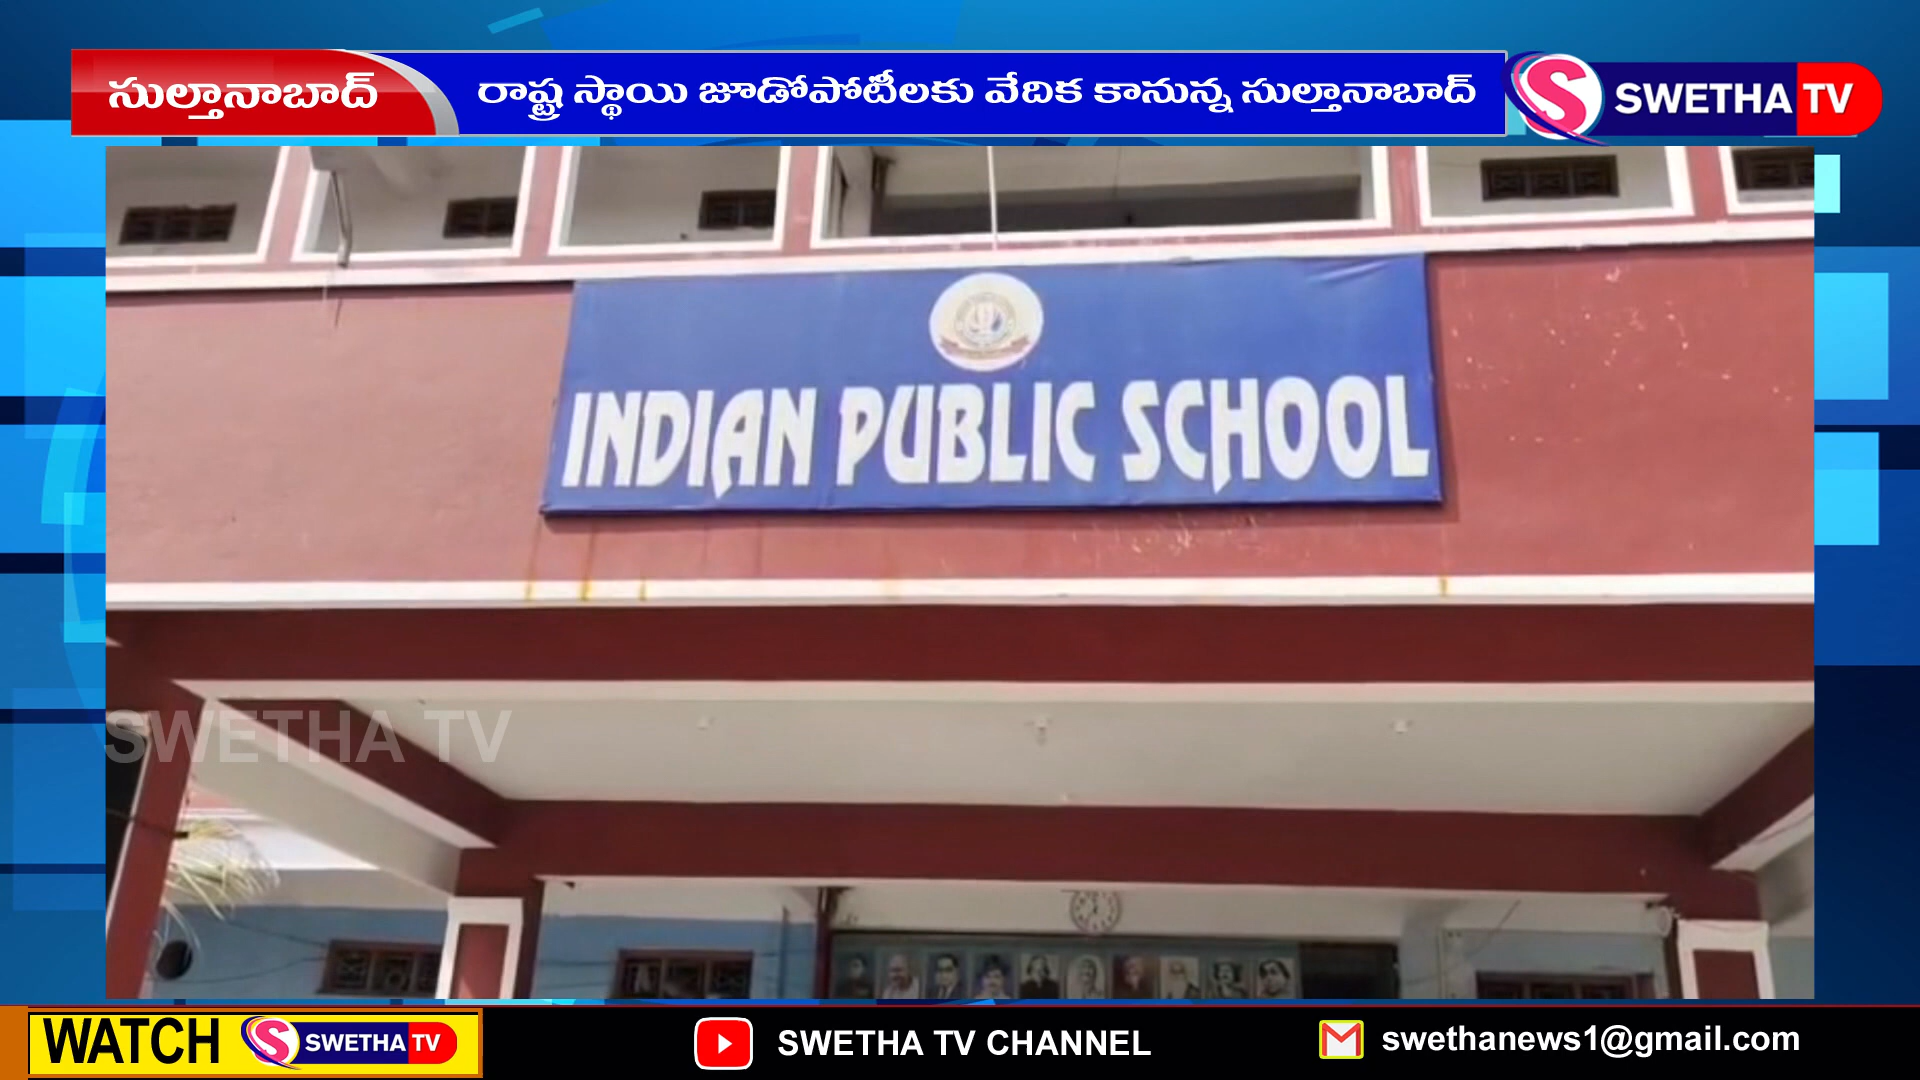 సుల్తానాబాద్
రాష్ట్ర స్థాయి జూడోపోటీలకు వేదిక కానున్న సుల్తానాబాద్
SWETHA TV
INDIAN PUBLIC SCHOOL
SWETHA TV
WATCH SWETHA TV
SWETHA TV CHANNEL
swethanews1@gmail.com